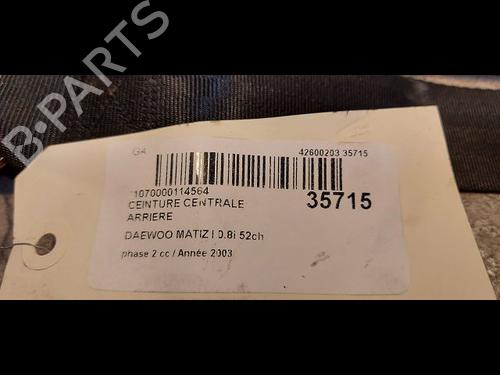 B-PARTS
GA 42600203 35715
1070000114564
CEINTURE CENTRALE
ARRIERE
35715
DAEWOO MATIZ I 0.8i 52ch
phase 2 cc / Année 2003